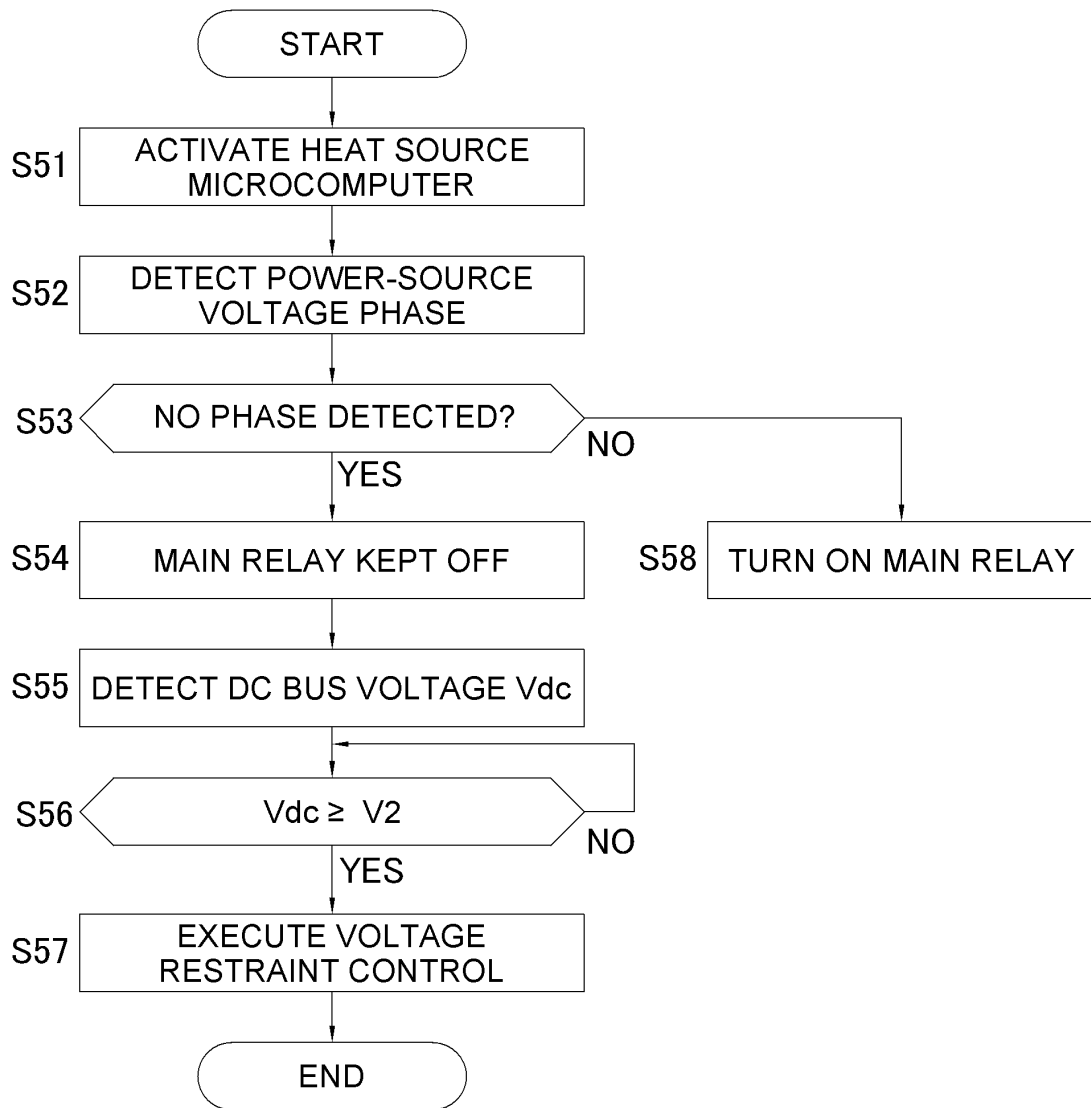 START
S51
ACTIVATE HEAT SOURCE
MICROCOMPUTER
S52
DETECT POWER-SOURCE
VOLTAGE PHASE
S53
NO PHASE DETECTED?
NO
YES
S54
MAIN RELAY KEPT OFF
S58
TURN ON MAIN RELAY
S55
DETECT DC BUS VOLTAGE Vdc
S56
Vdc ≥ V2
NO
YES
S57
EXECUTE VOLTAGE
RESTRAINT CONTROL
END